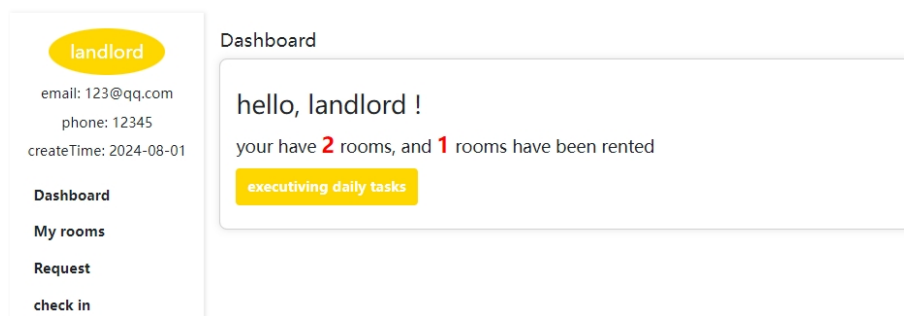 landlord
email: 123@qq.com
phone: 12345
createTime: 2024-08-01
Dashboard
My rooms
Request
check in
Dashboard
hello, landlord !
your have 2 rooms, and 1 rooms have been rented
executiving daily tasks